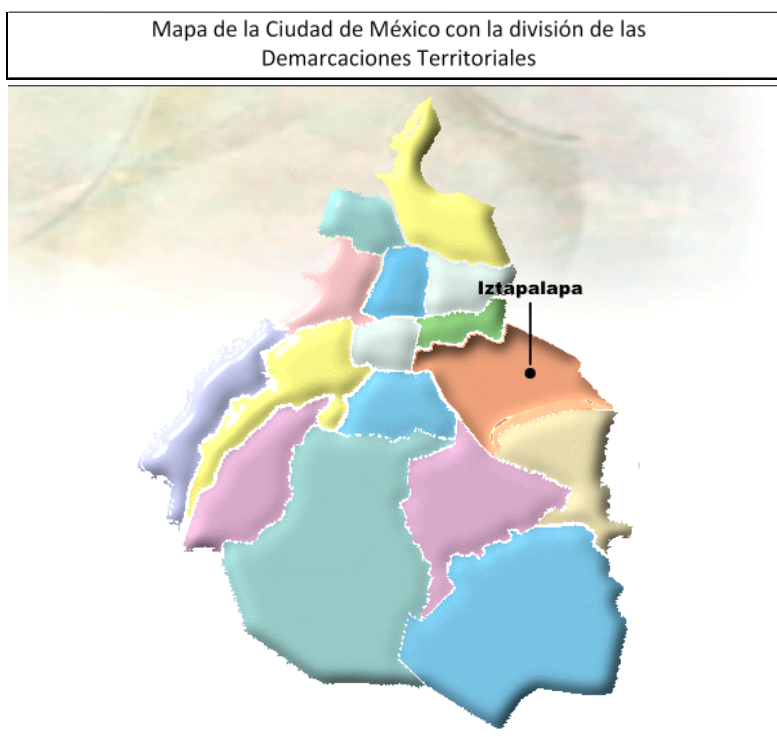 Mapa de la Ciudad de México con la división de las
Demarcaciones Territoriales
Iztapalapa